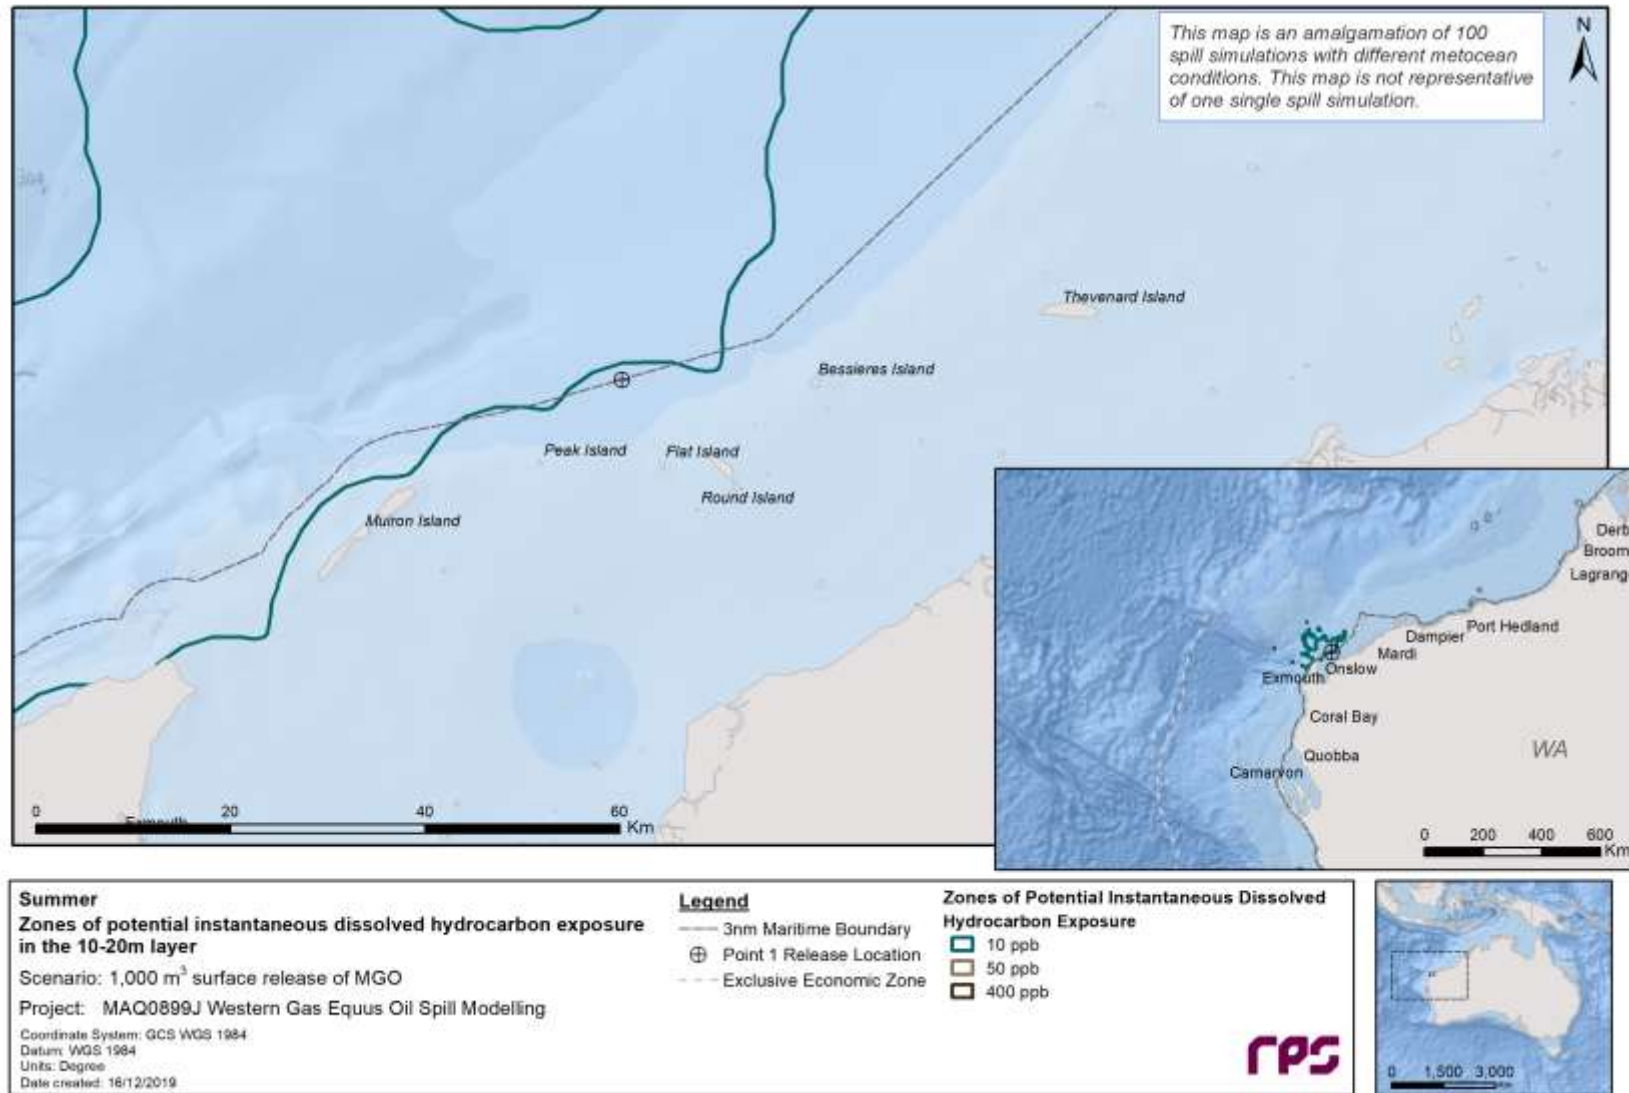 This map is an amalgamation of 100
spill simulations with different metocean
conditions. This map is not representative
of one single spill simulation.
N
Thevenard Island
Bessieres Island
Peak Island
Flat Island
Round Island
Muiron Island
Exmouth
0 20 40 60 Km
Derb
Broom
Lagrang
Port Hedland
Dampier
Mardi
Onslow
Exmouth
Coral Bay
Quobba
Carnarvon
WA
0 200 400 600
Km
Summer
Zones of potential instantaneous dissolved hydrocarbon exposure
in the 10-20m layer
Scenario: 1,000 m³ surface release of MGO
Project: MAQ0899J Western Gas Equus Oil Spill Modelling
Coordinate System: GCS WGS 1984
Datum: WGS 1984
Units: Degree
Date created: 16/12/2019
Legend
3nm Maritime Boundary
Point 1 Release Location
Exclusive Economic Zone
Zones of Potential Instantaneous Dissolved
Hydrocarbon Exposure
10 ppb
50 ppb
400 ppb
rps
0 1,500 3,000